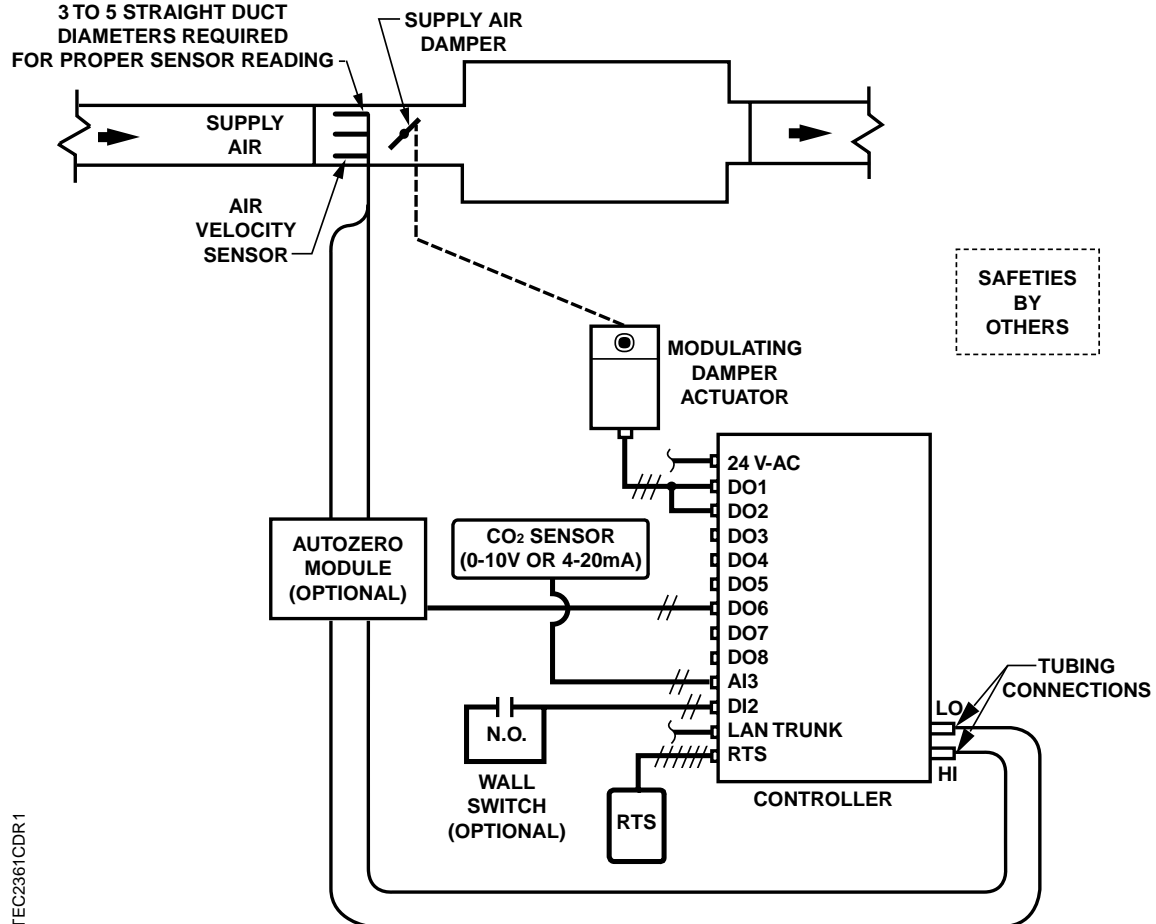 3 TO 5 STRAIGHT DUCT
DIAMETERS REQUIRED
FOR PROPER SENSOR READING
SUPPLY AIR
DAMPER
SUPPLY
AIR
AIR
VELOCITY
SENSOR
SAFETIES
BY
OTHERS
MODULATING
DAMPER
ACTUATOR
24 V-AC
DO1
DO2
DO3
DO4
DO5
DO6
DO7
DO8
AI3
DI2
LAN TRUNK
RTS
AUTOZERO
MODULE
(OPTIONAL)
CO2 SENSOR
(0-10V OR 4-20mA)
TUBING
CONNECTIONS
LO
HI
N.O.
WALL
SWITCH
(OPTIONAL)
RTS
CONTROLLER
TEC2361CDR1